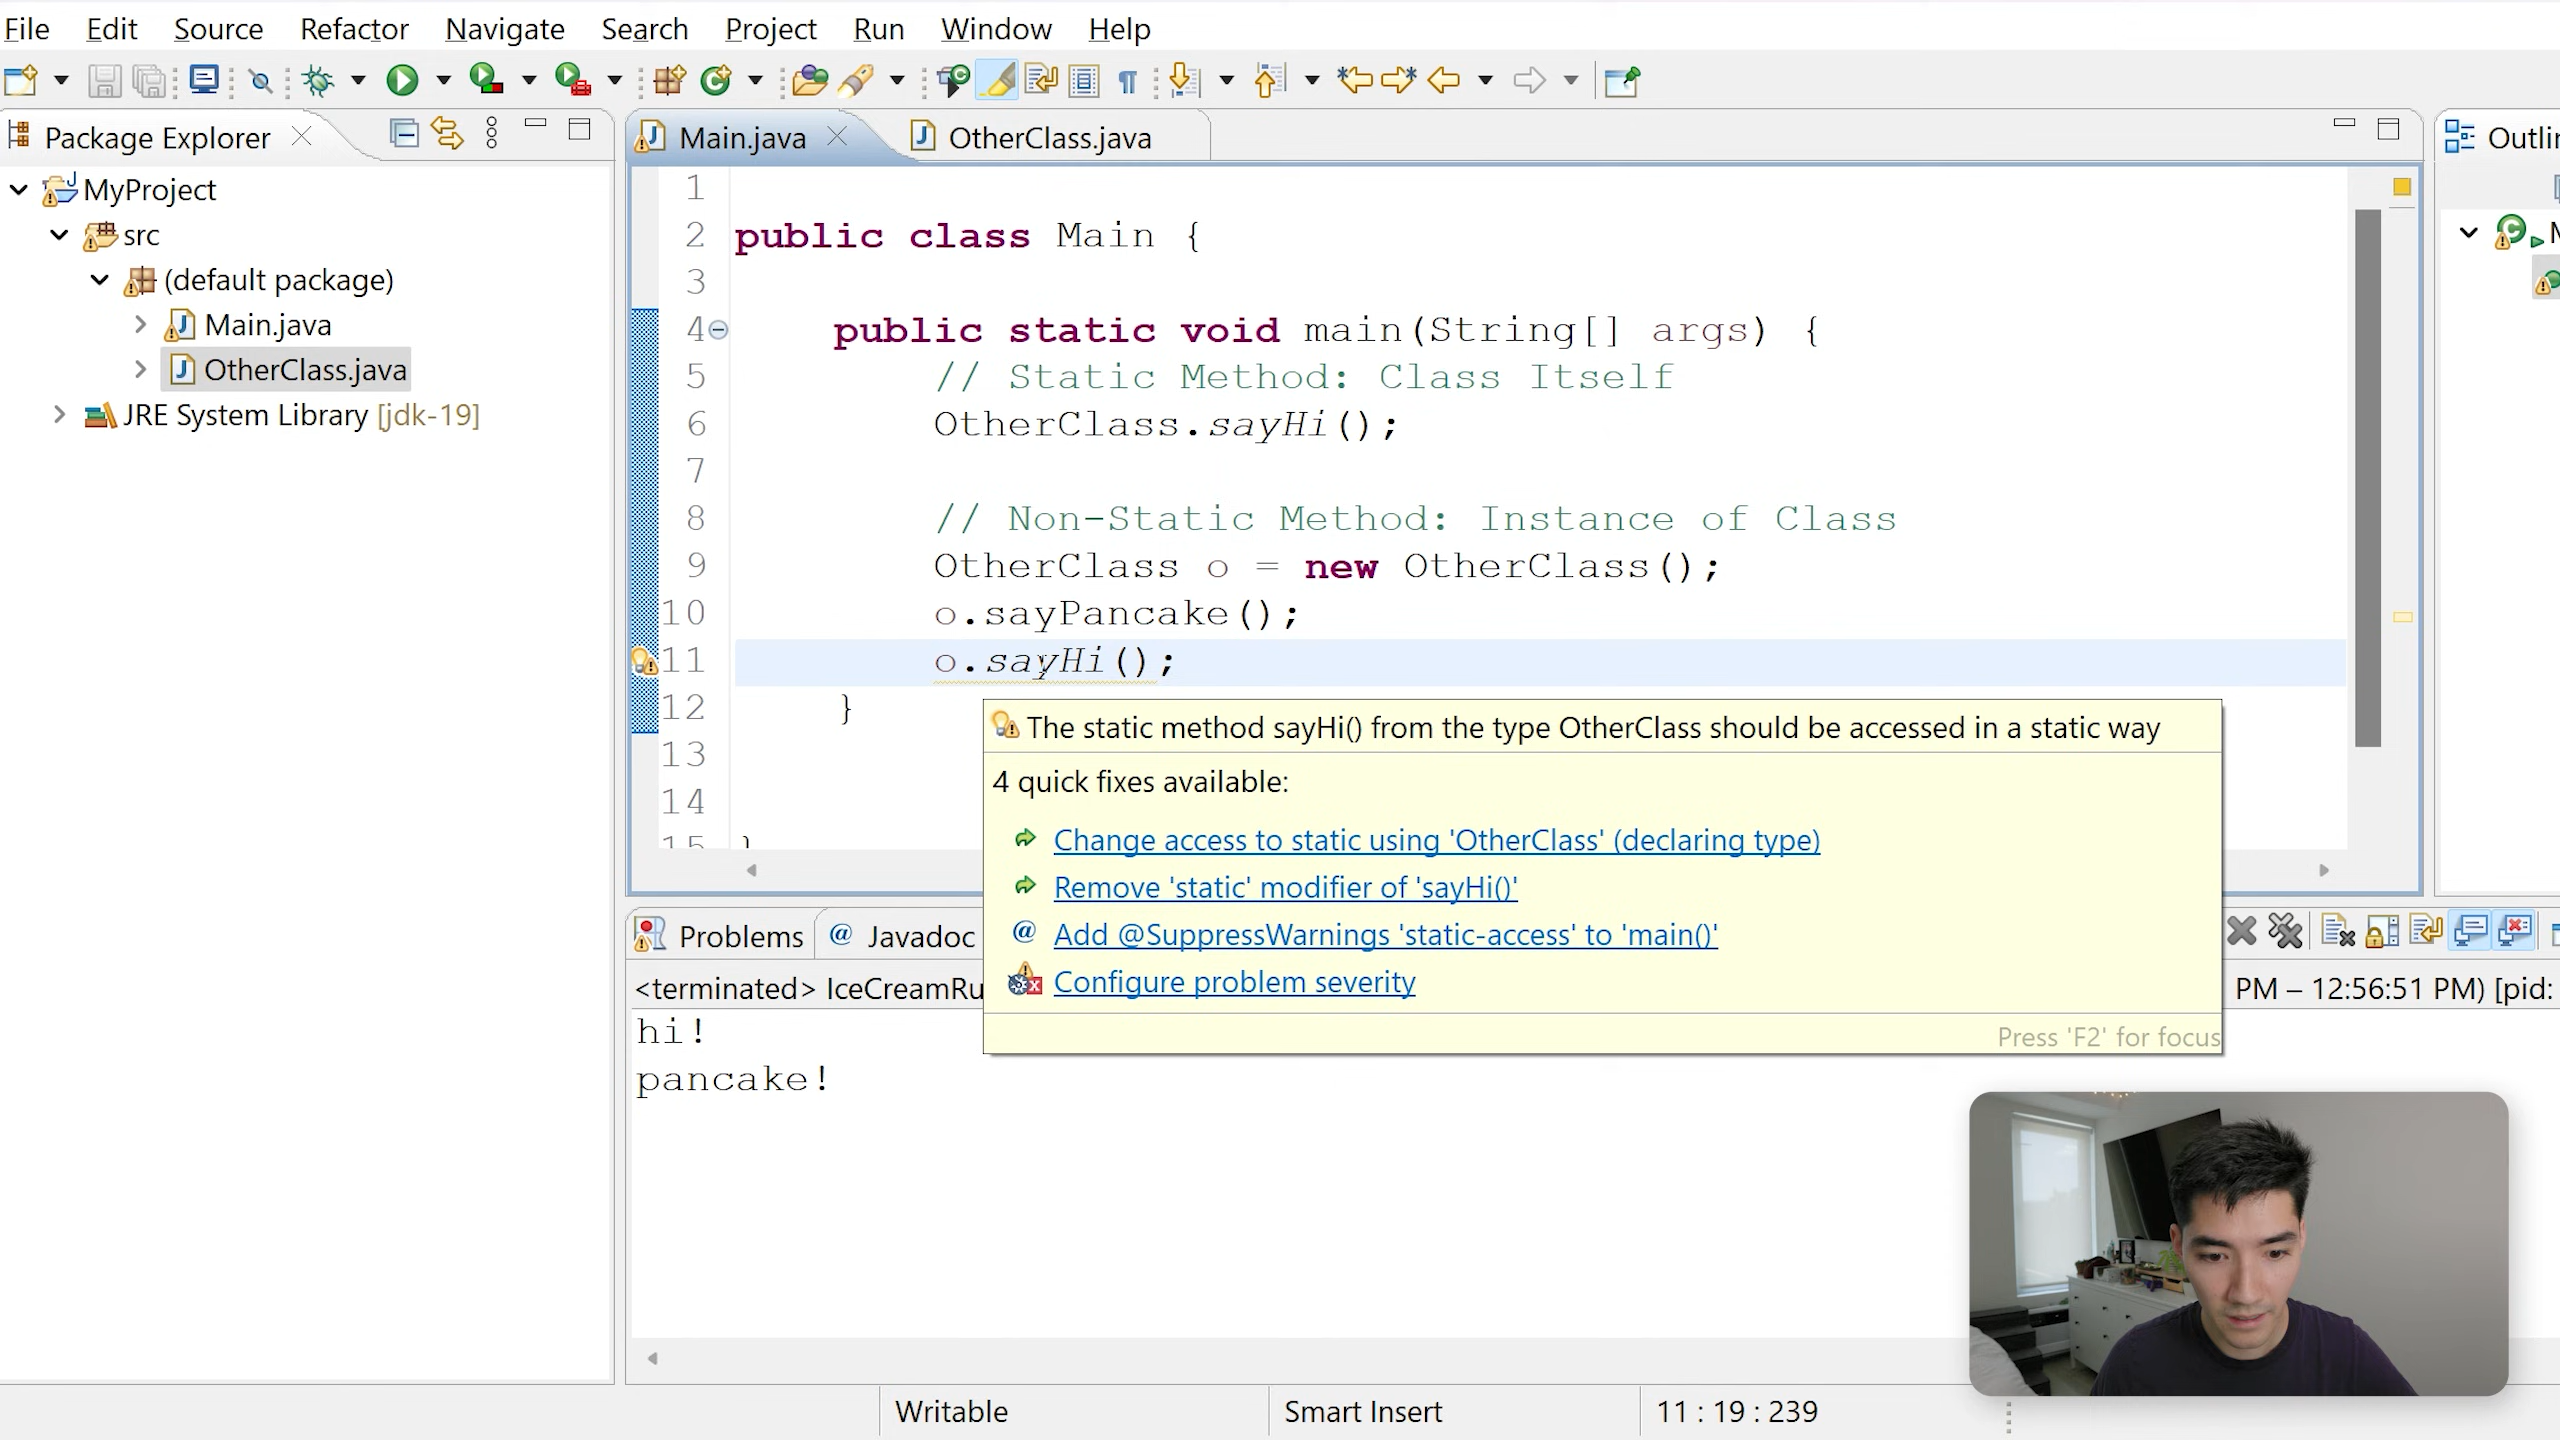 File Edit Source Refactor Navigate Search Project Run Window Help
Package Explorer
MyProject
src
(default package)
Main.java
OtherClass.java
JRE System Library [jdk-19]
Main.java
OtherClass.java
1
2 public class Main {
3
4 public static void main(String[] args) {
5 // Static Method: Class Itself
6 OtherClass.sayHi();
7
8 // Non-Static Method: Instance of Class
9 OtherClass o = new OtherClass();
10 o.sayPancake();
11 o.sayHi();
12 }
13
14
15 }
The static method sayHi() from the type OtherClass should be accessed in a static way
4 quick fixes available:
Change access to static using 'OtherClass' (declaring type)
Remove 'static' modifier of 'sayHi()'
Add @SuppressWarnings 'static-access' to 'main()'
Configure problem severity
Press 'F2' for focus
Problems @ Javadoc
<terminated> IceCreamRu
PM – 12:56:51 PM) [pid:
hi!
pancake!
Writable Smart Insert 11 : 19 : 239